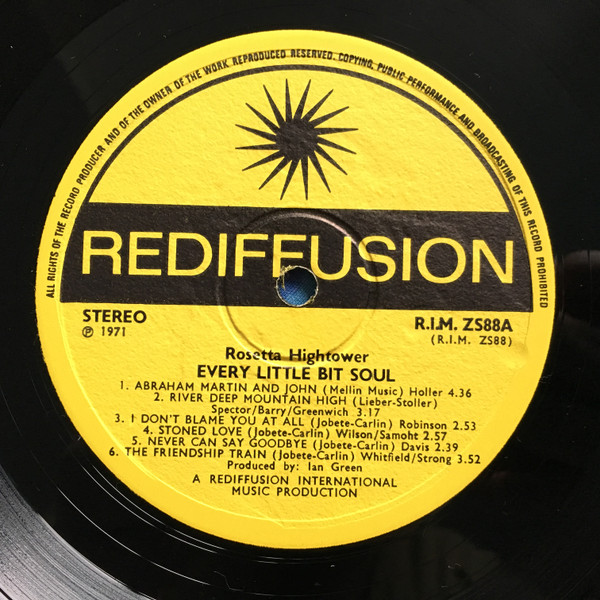 ALL RIGHTS OF THE RECORD PRODUCER AND OF THE OWNER OF THE WORK REPRODUCED RESERVED. COPYING, PUBLIC PERFORMANCE AND BROADCASTING OF THIS RECORD PROHIBITED
REDIFFUSION
STEREO
℗ 1971
R.I.M. ZS88A
(R.I.M. ZS88)
Rosetta Hightower
EVERY LITTLE BIT SOUL
1. ABRAHAM MARTIN AND JOHN (Mellin Music) Holler 4.36
2. RIVER DEEP MOUNTAIN HIGH (Lieber-Stoller)
Spector/Barry/Greenwich 3.17
3. I DON'T BLAME YOU AT ALL (Jobete-Carlin) Robinson 2.53
4. STONED LOVE (Jobete-Carlin) Wilson/Samoht 2.57
5. NEVER CAN SAY GOODBYE (Jobete-Carlin) Davis 2.39
6. THE FRIENDSHIP TRAIN (Jobete-Carlin) Whitfield/Strong 3.52
Produced by: Ian Green
A REDIFFUSION INTERNATIONAL
MUSIC PRODUCTION